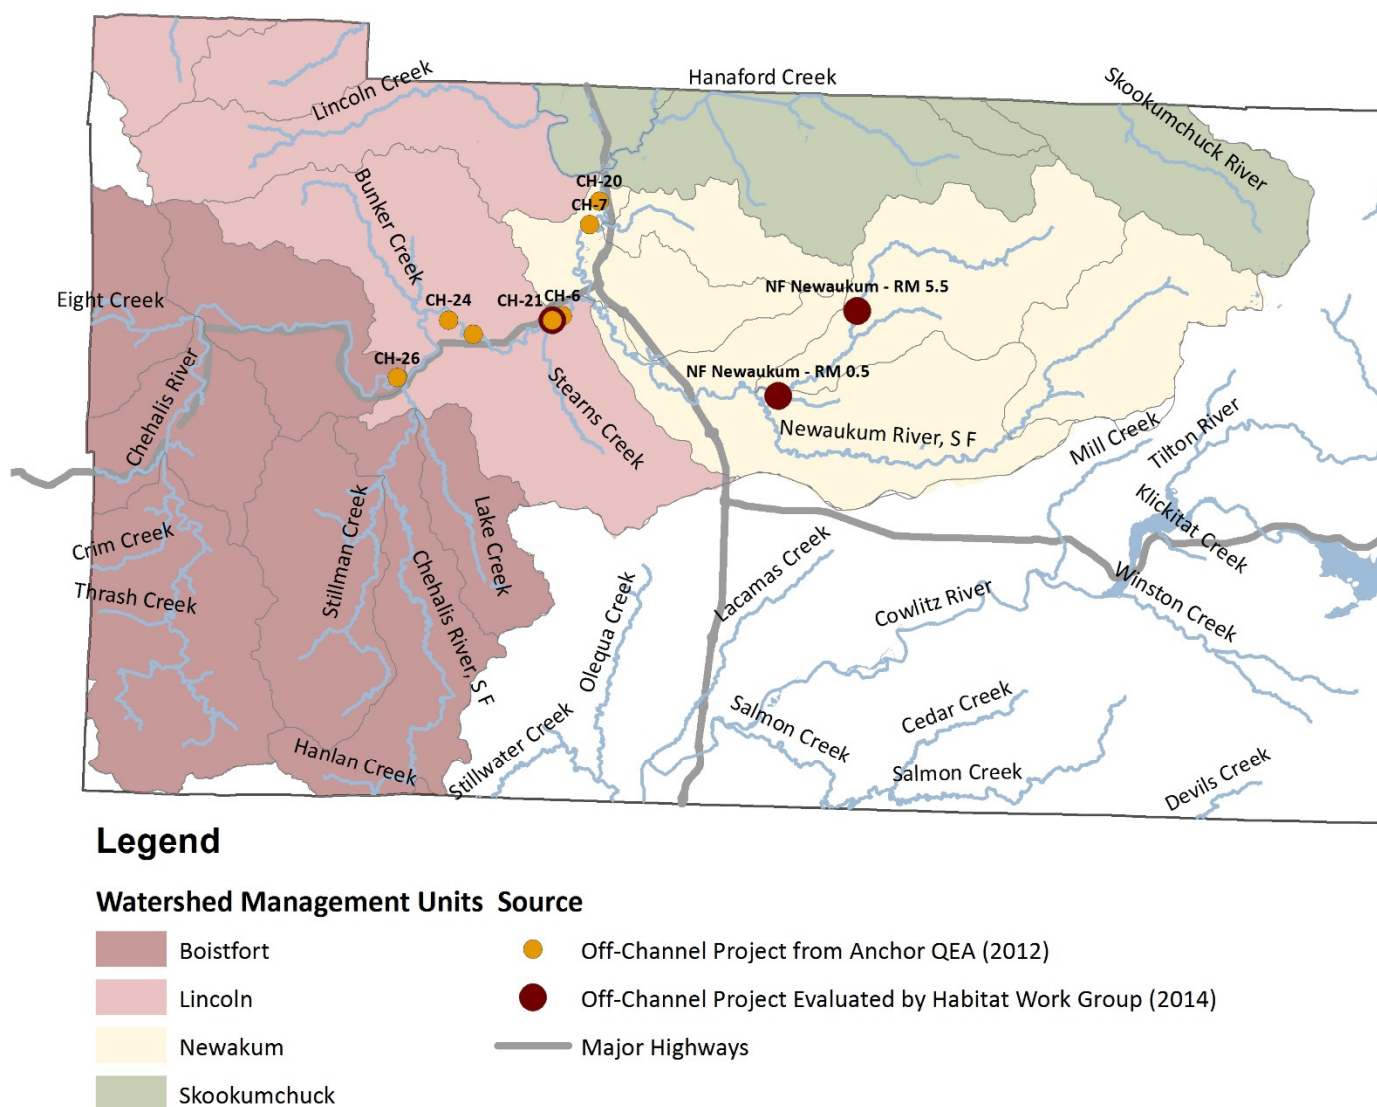 Hanaford Creek
Skookumchuck River
Lincoln Creek
CH-20
CH-7
Bunker Creek
Eight Creek
CH-24
CH-21
CH-6
NF Newaukum - RM 5.5
CH-26
NF Newaukum - RM 0.5
Chehalis River
Stearns Creek
Newaukum River, S F
Mill Creek
Tilton River
Klickitat Creek
Crim Creek
Thrash Creek
Stillman Creek
Chehalis River, S F
Lake Creek
Olequa Creek
Lacamas Creek
Cowlitz River
Winston Creek
Hanlan Creek
Stillwater Creek
Salmon Creek
Cedar Creek
Salmon Creek
Devils Creek
Legend
Watershed Management Units Source
Boistfort
Off-Channel Project from Anchor QEA (2012)
Lincoln
Off-Channel Project Evaluated by Habitat Work Group (2014)
Newakum
Major Highways
Skookumchuck